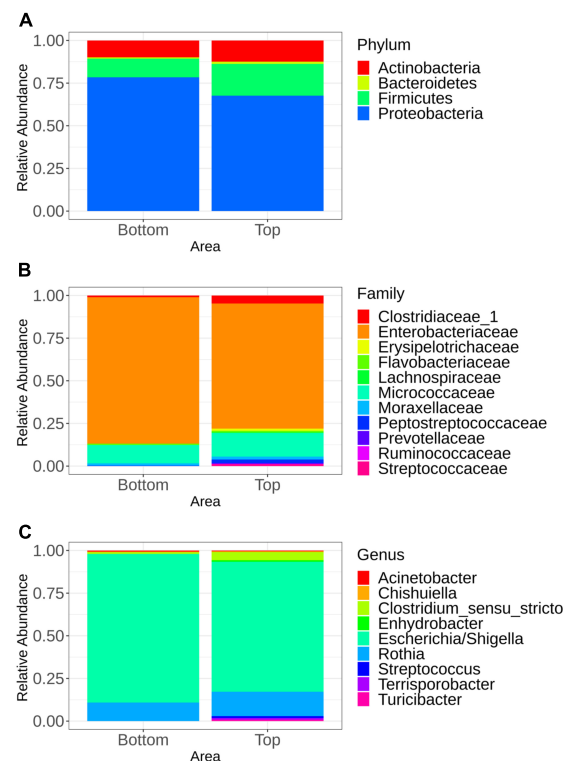 A
Relative Abundance
1.00
0.75
0.50
0.25
0.00
Bottom
Top
Area
Phylum
Actinobacteria
Bacteroidetes
Firmicutes
Proteobacteria
B
Relative Abundance
1.00
0.75
0.50
0.25
0.00
Bottom
Top
Area
Family
Clostridiaceae_1
Enterobacteriaceae
Erysipelotrichaceae
Flavobacteriaceae
Lachnospiraceae
Micrococcaceae
Moraxellaceae
Peptostreptococcaceae
Prevotellaceae
Ruminococcaceae
Streptococcaceae
C
Relative Abundance
1.00
0.75
0.50
0.25
0.00
Bottom
Top
Area
Genus
Acinetobacter
Chishuiella
Clostridium_sensu_stricto
Enhydrobacter
Escherichia/Shigella
Rothia
Streptococcus
Terrisporobacter
Turicibacter